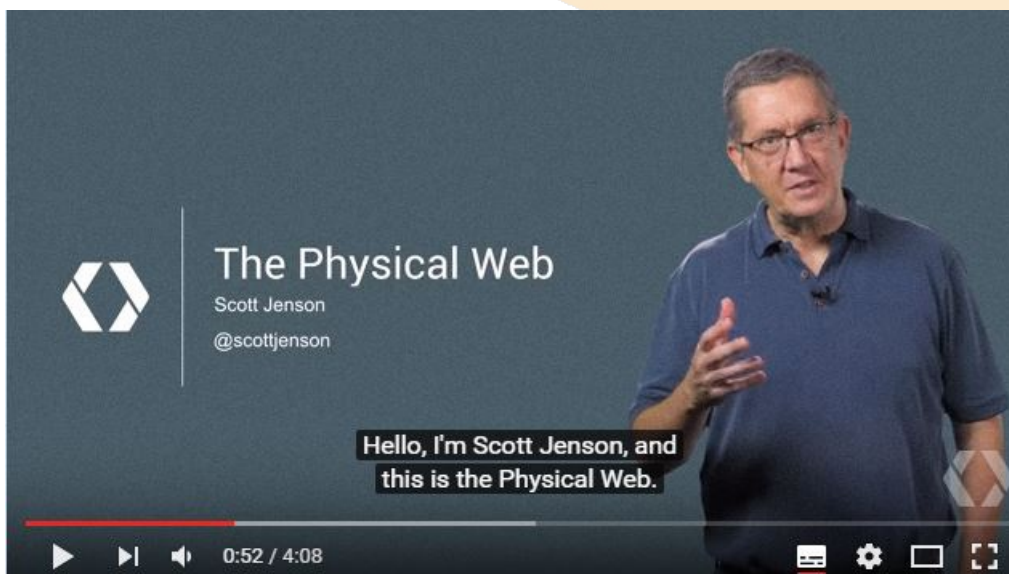 The Physical Web
Scott Jenson
@scottjenson
Hello, I'm Scott Jenson, and
this is the Physical Web.
0:52 / 4:08